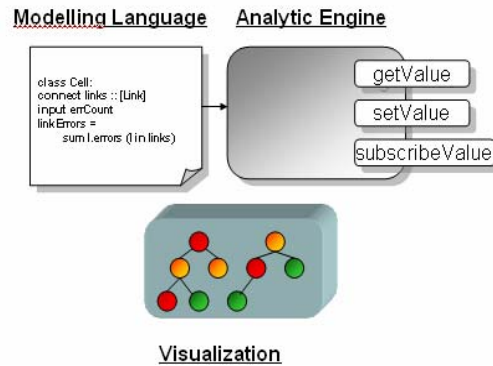 Modelling Language
Analytic Engine
class Cell:
connect links :: [Link]
input errCount
linkErrors =
sum l.errors (l in links)
getValue
setValue
subscribeValue
Visualization